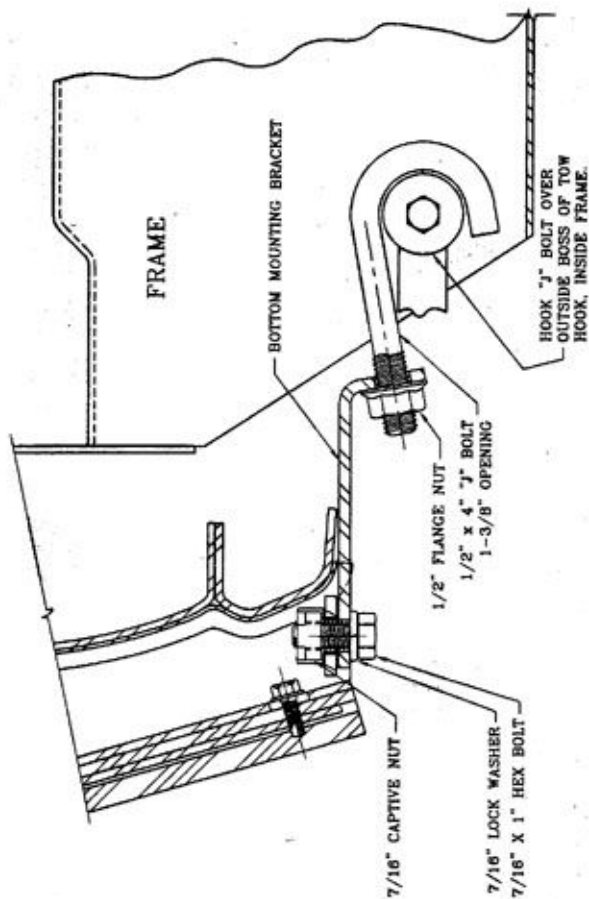 FRAME
BOTTOM MOUNTING BRACKET
HOOK "J" BOLT OVER
OUTSIDE BOSS OF TOW
HOOK, INSIDE FRAME.
1/2" FLANGE NUT
1/2" x 4" "J" BOLT
1-3/8" OPENING
7/16" CAPTIVE NUT
7/16" LOCK WASHER
7/16" X 1" HEX BOLT